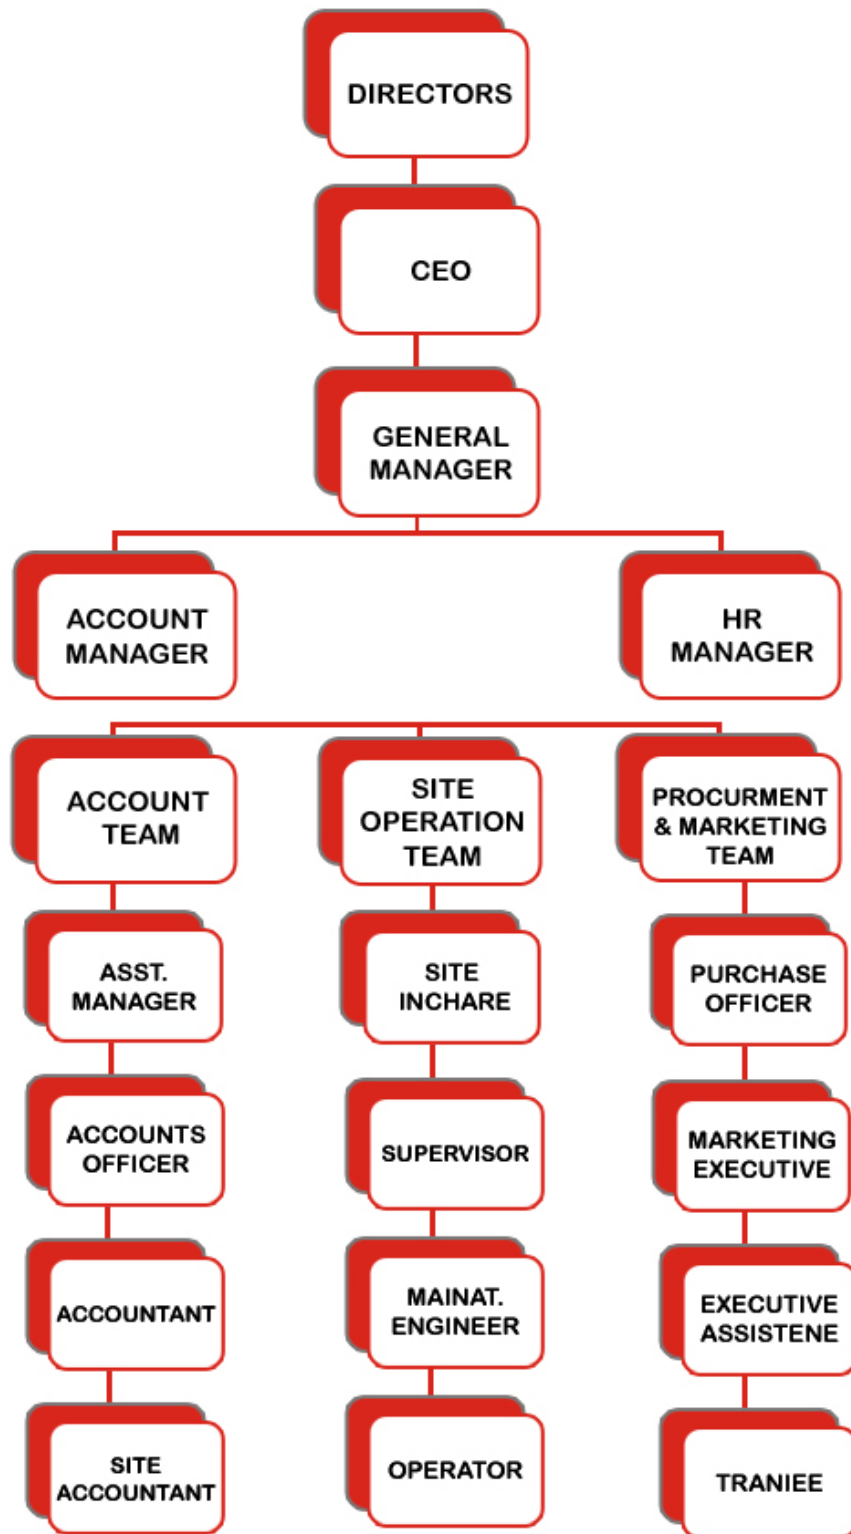 DIRECTORS
CEO
GENERAL
MANAGER
ACCOUNT
MANAGER
HR
MANAGER
ACCOUNT
TEAM
SITE
OPERATION
TEAM
PROCURMENT
& MARKETING
TEAM
ASST.
MANAGER
SITE
INCHARE
PURCHASE
OFFICER
ACCOUNTS
OFFICER
SUPERVISOR
MARKETING
EXECUTIVE
ACCOUNTANT
MAINAT.
ENGINEER
EXECUTIVE
ASSISTENE
SITE
ACCOUNTANT
OPERATOR
TRANIEE